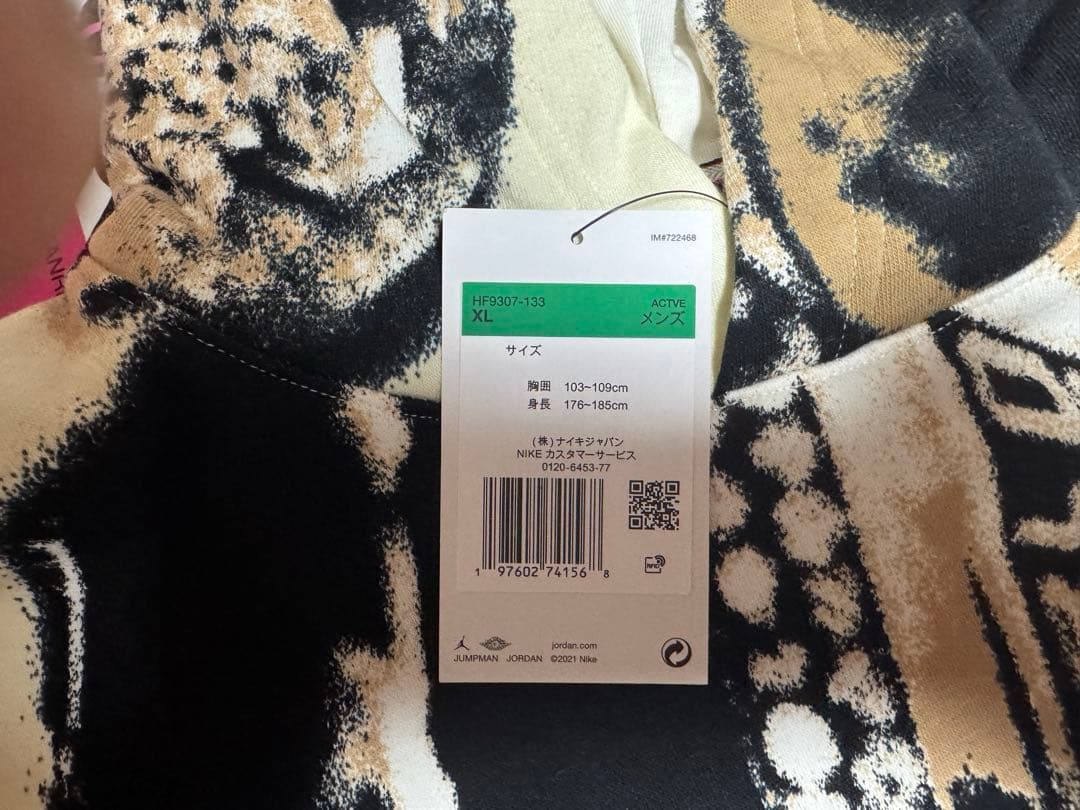 IM#722468
HF9307-133
ACTVE
XL
メンズ
サイズ
胸囲 103~109cm
身長 176~185cm
(株)ナイキジャパン
NIKE カスタマーサービス
0120-6453-77
1 97602 74156 8
RFID
jordan.com
JUMPMAN JORDAN ©2021 Nike